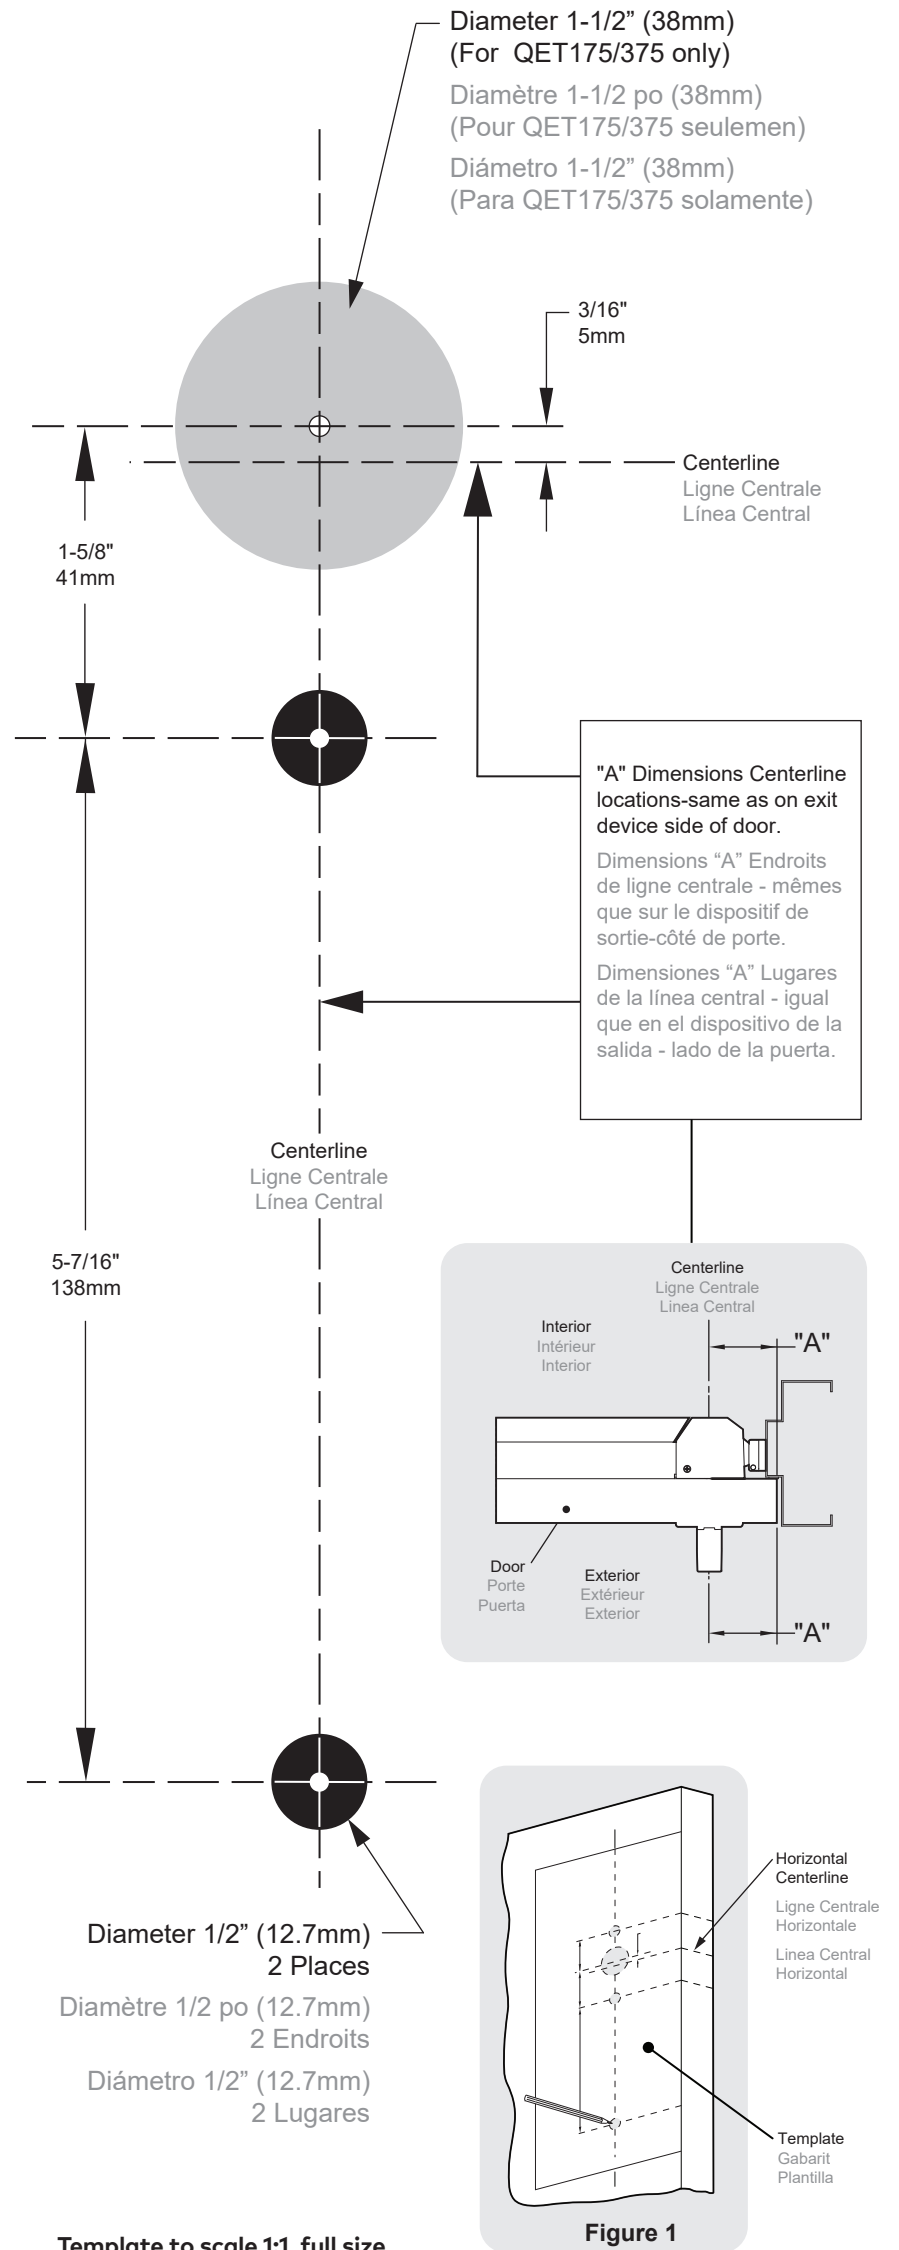 Diameter 1-1/2” (38mm)
(For QET175/375 only)
Diamètre 1-1/2 po (38mm)
(Pour QET175/375 seulemen)
Diámetro 1-1/2” (38mm)
(Para QET175/375 solamente)
3/16"
5mm
Centerline
Ligne Centrale
Línea Central
1-5/8"
41mm
"A" Dimensions Centerline
locations-same as on exit
device side of door.
Dimensions “A” Endroits
de ligne centrale - mêmes
que sur le dispositif de
sortie-côté de porte.
Dimensiones “A” Lugares
de la línea central - igual
que en el dispositivo de la
salida - lado de la puerta.
Centerline
Ligne Centrale
Línea Central
5-7/16"
138mm
Centerline
Ligne Centrale
Linea Central
Interior
Intérieur
Interior
"A"
Door
Porte
Puerta
Exterior
Extérieur
Exterior
"A"
Diameter 1/2” (12.7mm)
2 Places
Diamètre 1/2 po (12.7mm)
2 Endroits
Diámetro 1/2” (12.7mm)
2 Lugares
Horizontal
Centerline
Ligne Centrale
Horizontale
Linea Central
Horizontal
Template
Gabarit
Plantilla
Figure 1
Template to scale 1:1, full size